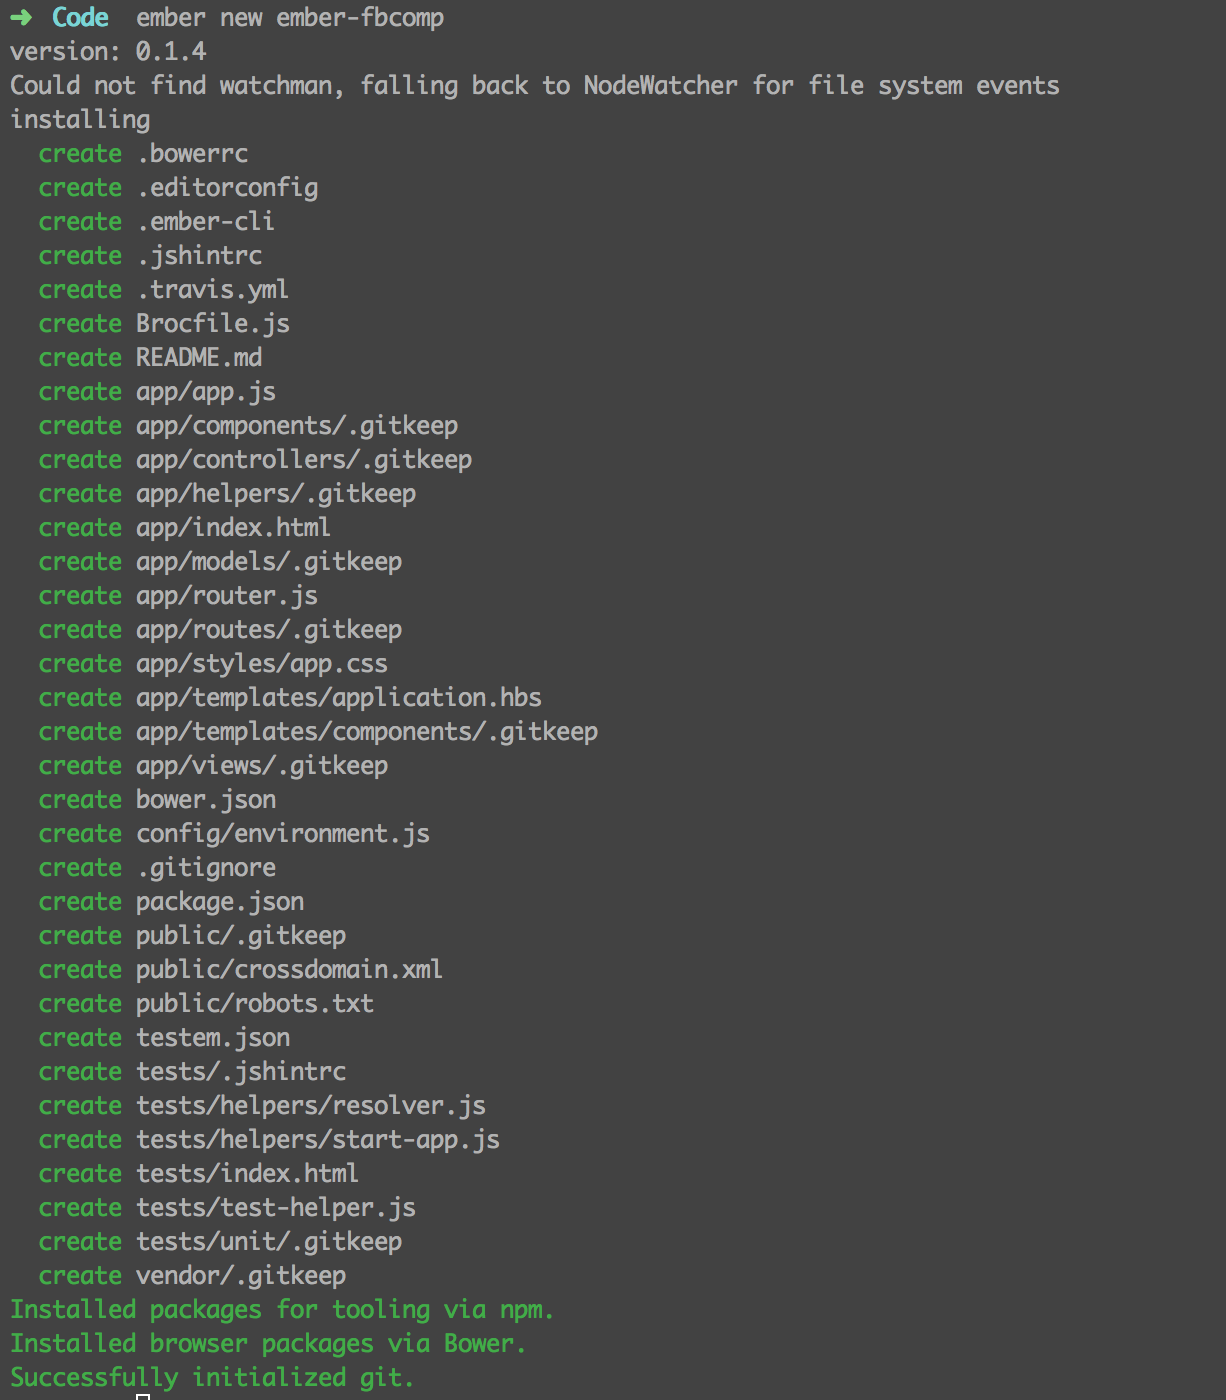 ➜  Code  ember new ember-fbcomp
version: 0.1.4
Could not find watchman, falling back to NodeWatcher for file system events
installing
  create .bowerrc
  create .editorconfig
  create .ember-cli
  create .jshintrc
  create .travis.yml
  create Brocfile.js
  create README.md
  create app/app.js
  create app/components/.gitkeep
  create app/controllers/.gitkeep
  create app/helpers/.gitkeep
  create app/index.html
  create app/models/.gitkeep
  create app/router.js
  create app/routes/.gitkeep
  create app/styles/app.css
  create app/templates/application.hbs
  create app/templates/components/.gitkeep
  create app/views/.gitkeep
  create bower.json
  create config/environment.js
  create .gitignore
  create package.json
  create public/.gitkeep
  create public/crossdomain.xml
  create public/robots.txt
  create testem.json
  create tests/.jshintrc
  create tests/helpers/resolver.js
  create tests/helpers/start-app.js
  create tests/index.html
  create tests/test-helper.js
  create tests/unit/.gitkeep
  create vendor/.gitkeep
Installed packages for tooling via npm.
Installed browser packages via Bower.
Successfully initialized git.